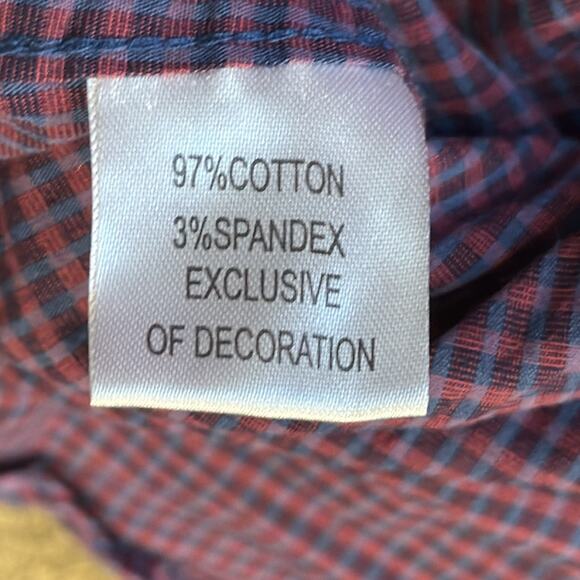 97%COTTON
3%SPANDEX
EXCLUSIVE
OF DECORATION